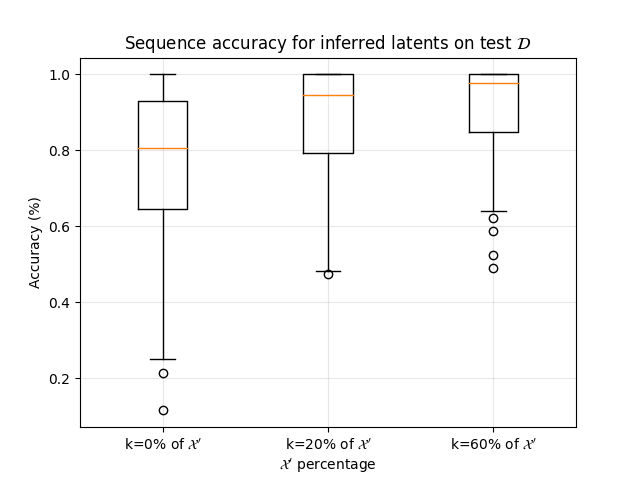 Sequence accuracy for inferred latents on test 𝒟
Accuracy (%)
1.0
0.8
0.6
0.4
0.2
k=0% of 𝒳′
k=20% of 𝒳′
k=60% of 𝒳′
𝒳′ percentage